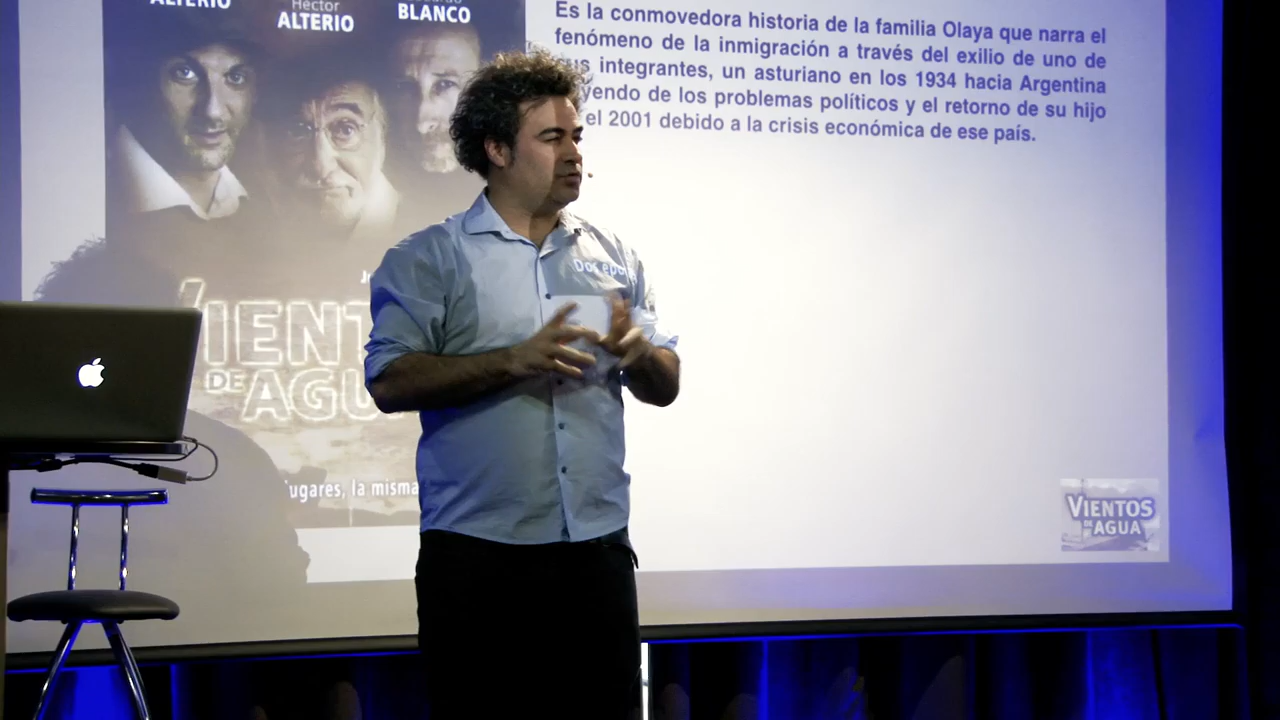 ALTERIO
Héctor
ALTERIO
BLANCO
Es la conmovedora historia de la familia Olaya que narra el
fenómeno de la inmigración a través del exilio de uno de
integrantes, un asturiano en los 1934 hacia Argentina
de los problemas políticos y el retorno de su hijo
el 2001 debido a la crisis económica de ese país.
VIENT
DE AGU
lugares, la misma
VIENTOS
DE AGUA